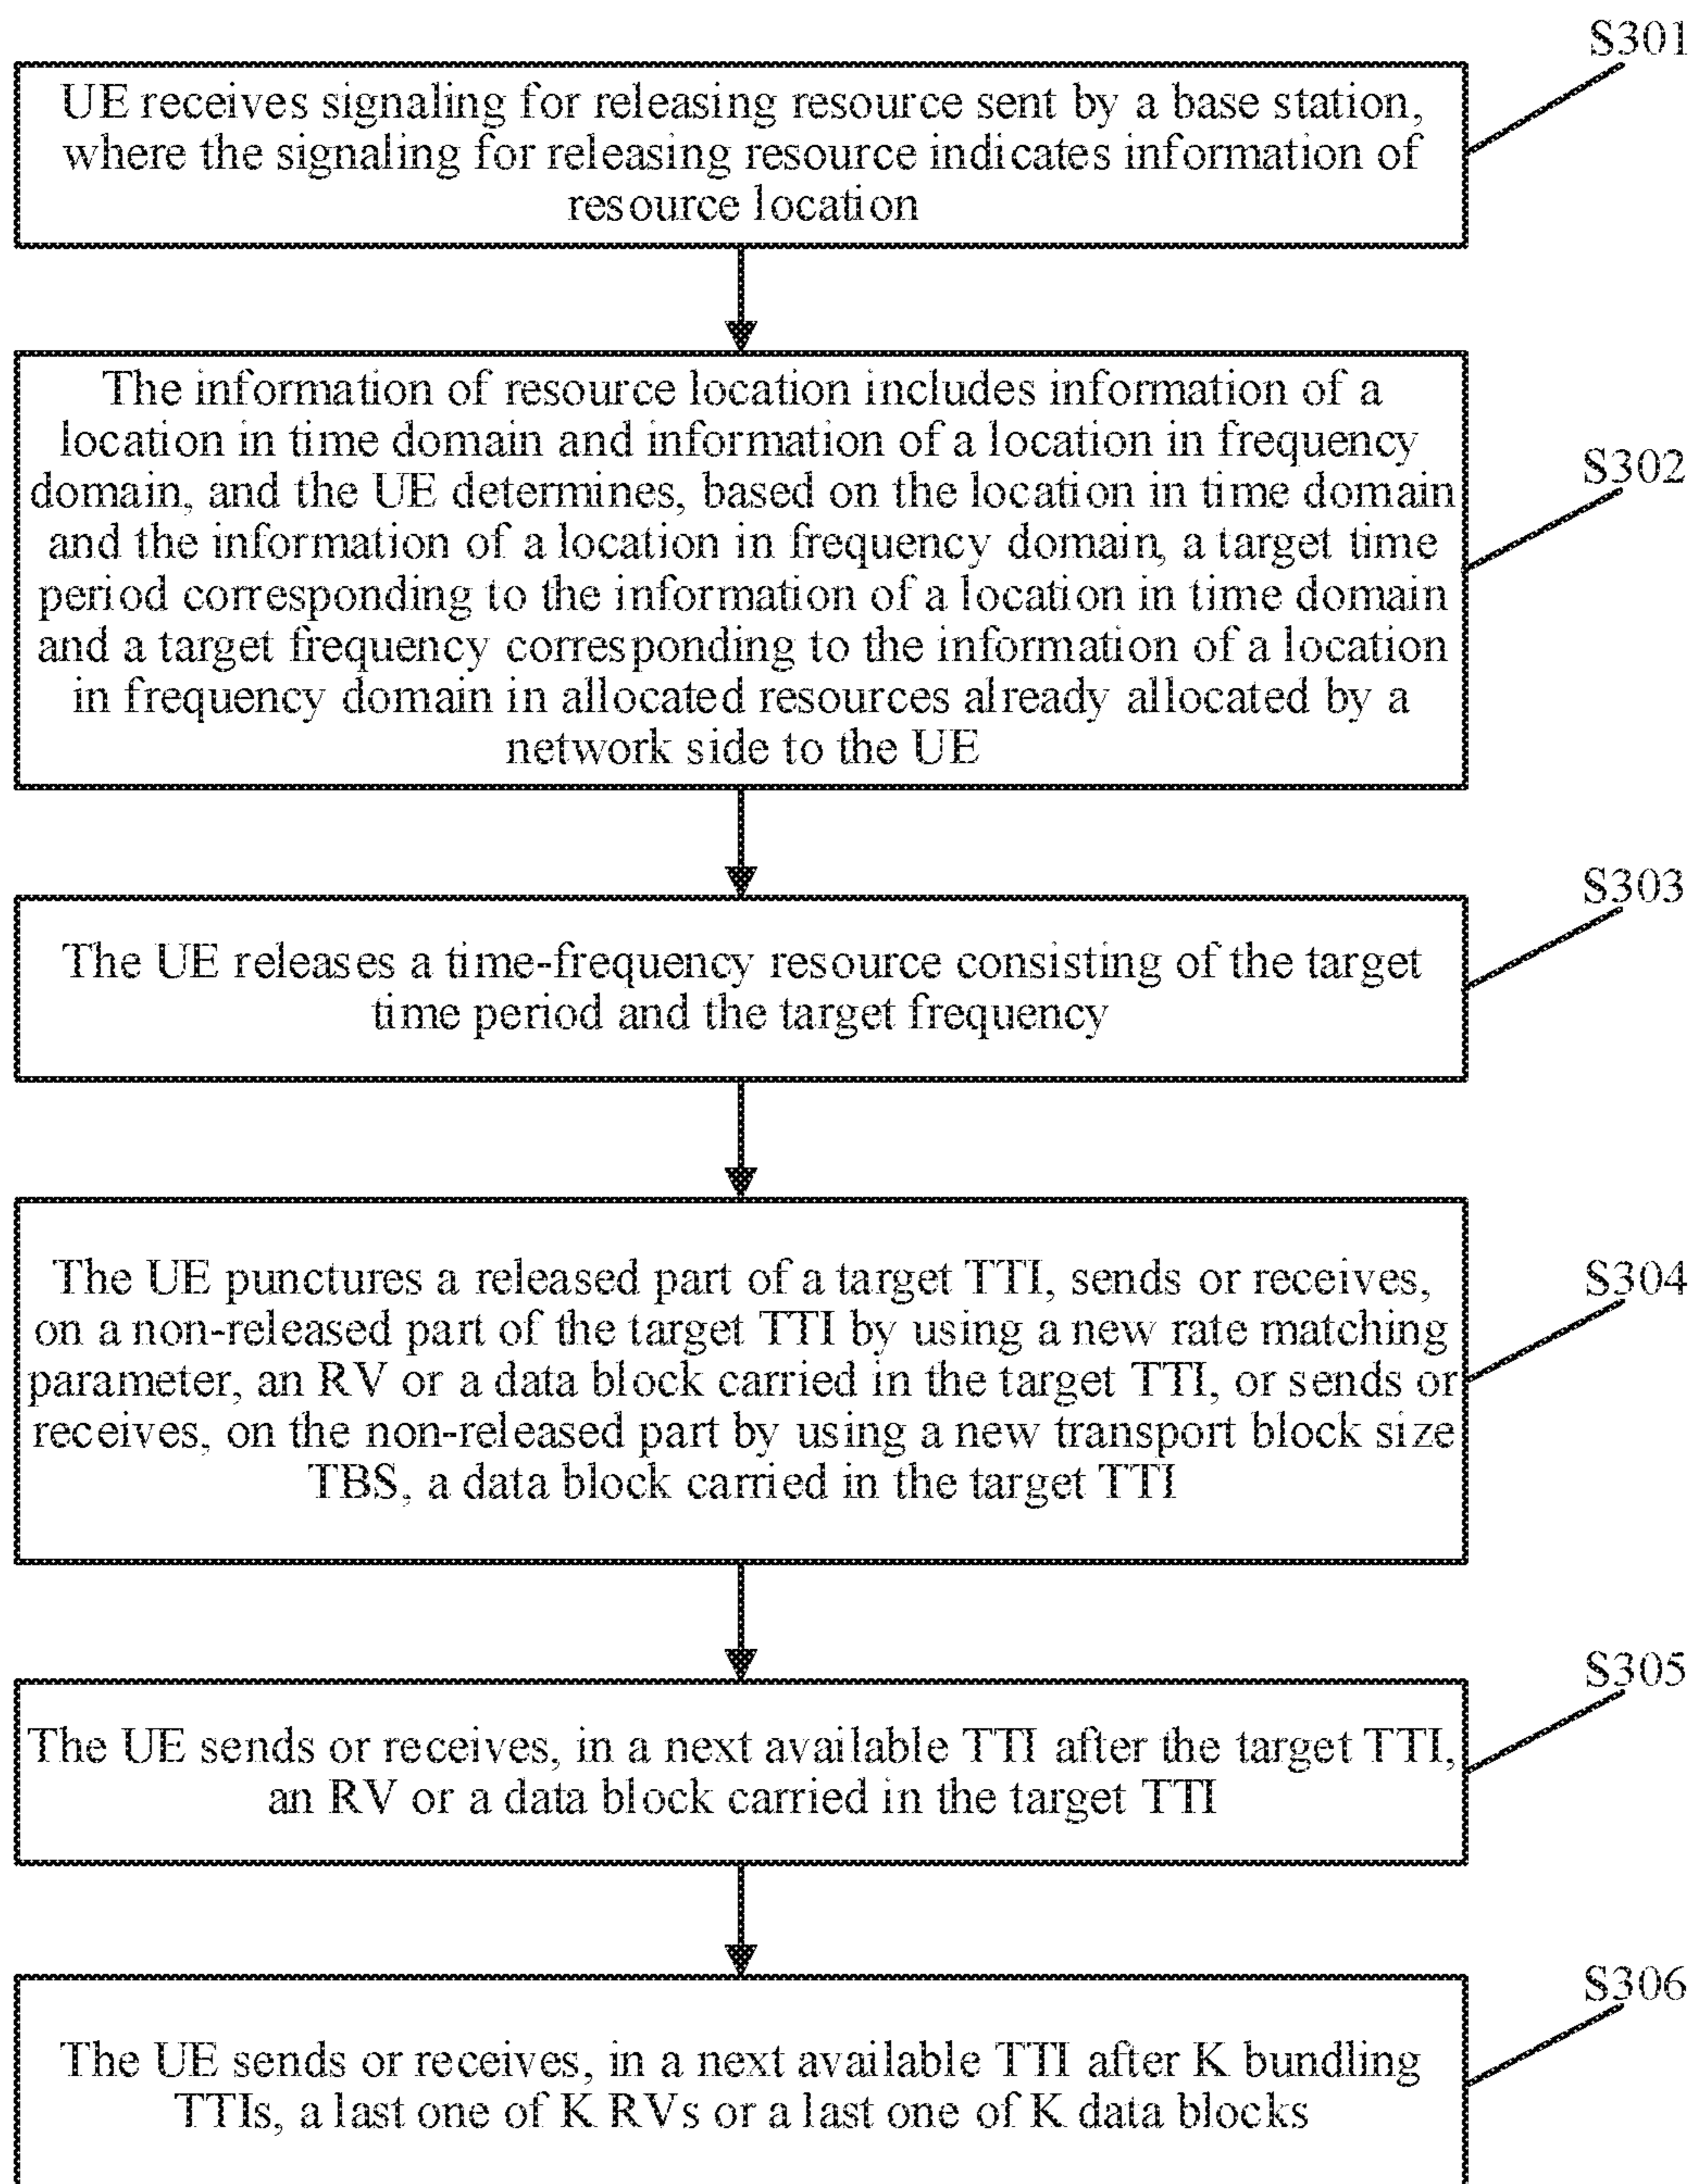 S301
UE receives signaling for releasing resource sent by a base station,
where the signaling for releasing resource indicates information of
resource location
The information of resource location includes information of a
location in time domain and information of a location in frequency
domain, and the UE determines, based on the location in time domain
and the information of a location in frequency domain, a target time
period corresponding to the information of a location in time domain
and a target frequency corresponding to the information of a location
in frequency domain in allocated resources already allocated by a
network side to the UE
S302
S303
The UE releases a time-frequency resource consisting of the target
time period and the target frequency
S304
The UE punctures a released part of a target TTI, sends or receives,
on a non-released part of the target TTI by using a new rate matching
parameter, an RV or a data block carried in the target TTI, or sends or
receives, on the non-released part by using a new transport block size
TBS, a data block carried in the target TTI
S305
The UE sends or receives, in a next available TTI after the target TTI,
an RV or a data block carried in the target TTI
S306
The UE sends or receives, in a next available TTI after K bundling
TTIs, a last one of K RVs or a last one of K data blocks